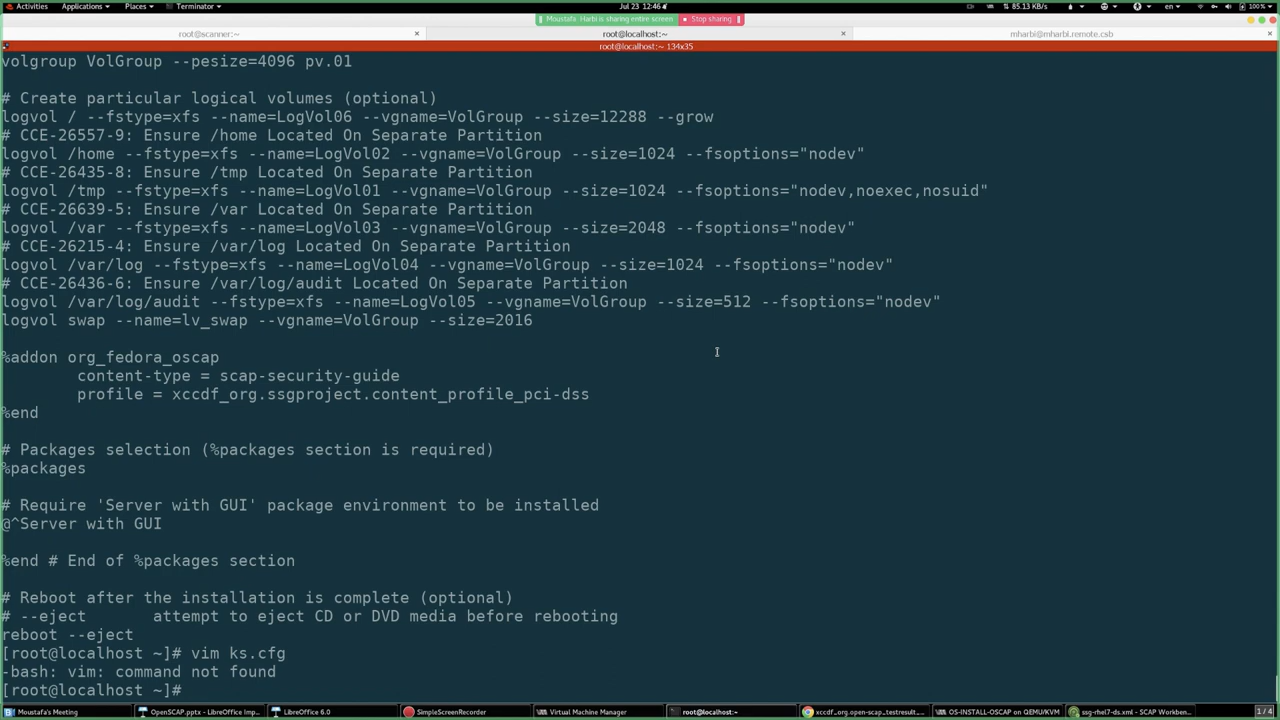 Activities Applications Places Terminator Jul 23 12:46 85.13 KB/s en 100%
Moustafa Harbi is sharing entire screen Stop sharing
root@scanner:~ root@localhost:~ mharbi@mharbi.remote.csb
root@localhost:~ 134x35
volgroup VolGroup --pesize=4096 pv.01
# Create particular logical volumes (optional)
logvol / --fstype=xfs --name=LogVol06 --vgname=VolGroup --size=12288 --grow
# CCE-26557-9: Ensure /home Located On Separate Partition
logvol /home --fstype=xfs --name=LogVol02 --vgname=VolGroup --size=1024 --fsoptions="nodev"
# CCE-26435-8: Ensure /tmp Located On Separate Partition
logvol /tmp --fstype=xfs --name=LogVol01 --vgname=VolGroup --size=1024 --fsoptions="nodev,noexec,nosuid"
# CCE-26639-5: Ensure /var Located On Separate Partition
logvol /var --fstype=xfs --name=LogVol03 --vgname=VolGroup --size=2048 --fsoptions="nodev"
# CCE-26215-4: Ensure /var/log Located On Separate Partition
logvol /var/log --fstype=xfs --name=LogVol04 --vgname=VolGroup --size=1024 --fsoptions="nodev"
# CCE-26436-6: Ensure /var/log/audit Located On Separate Partition
logvol /var/log/audit --fstype=xfs --name=LogVol05 --vgname=VolGroup --size=512 --fsoptions="nodev"
logvol swap --name=lv_swap --vgname=VolGroup --size=2016
%addon org_fedora_oscap
content-type = scap-security-guide
profile = xccdf_org.ssgproject.content_profile_pci-dss
%end
# Packages selection (%packages section is required)
%packages
# Require 'Server with GUI' package environment to be installed
@^Server with GUI
%end # End of %packages section
# Reboot after the installation is complete (optional)
# --eject attempt to eject CD or DVD media before rebooting
reboot --eject
[root@localhost ~]# vim ks.cfg
-bash: vim: command not found
[root@localhost ~]#
Moustafa's Meeting OpenSCAP.pptx - LibreOffice Imp... LibreOffice 6.0 SimpleScreenRecorder Virtual Machine Manager root@localhost:~ xccdf_org.open-scap_testresult... OS-INSTALL-OSCAP on QEMU/KVM ssg-rhel7-ds.xml - SCAP Workben... 1 / 4